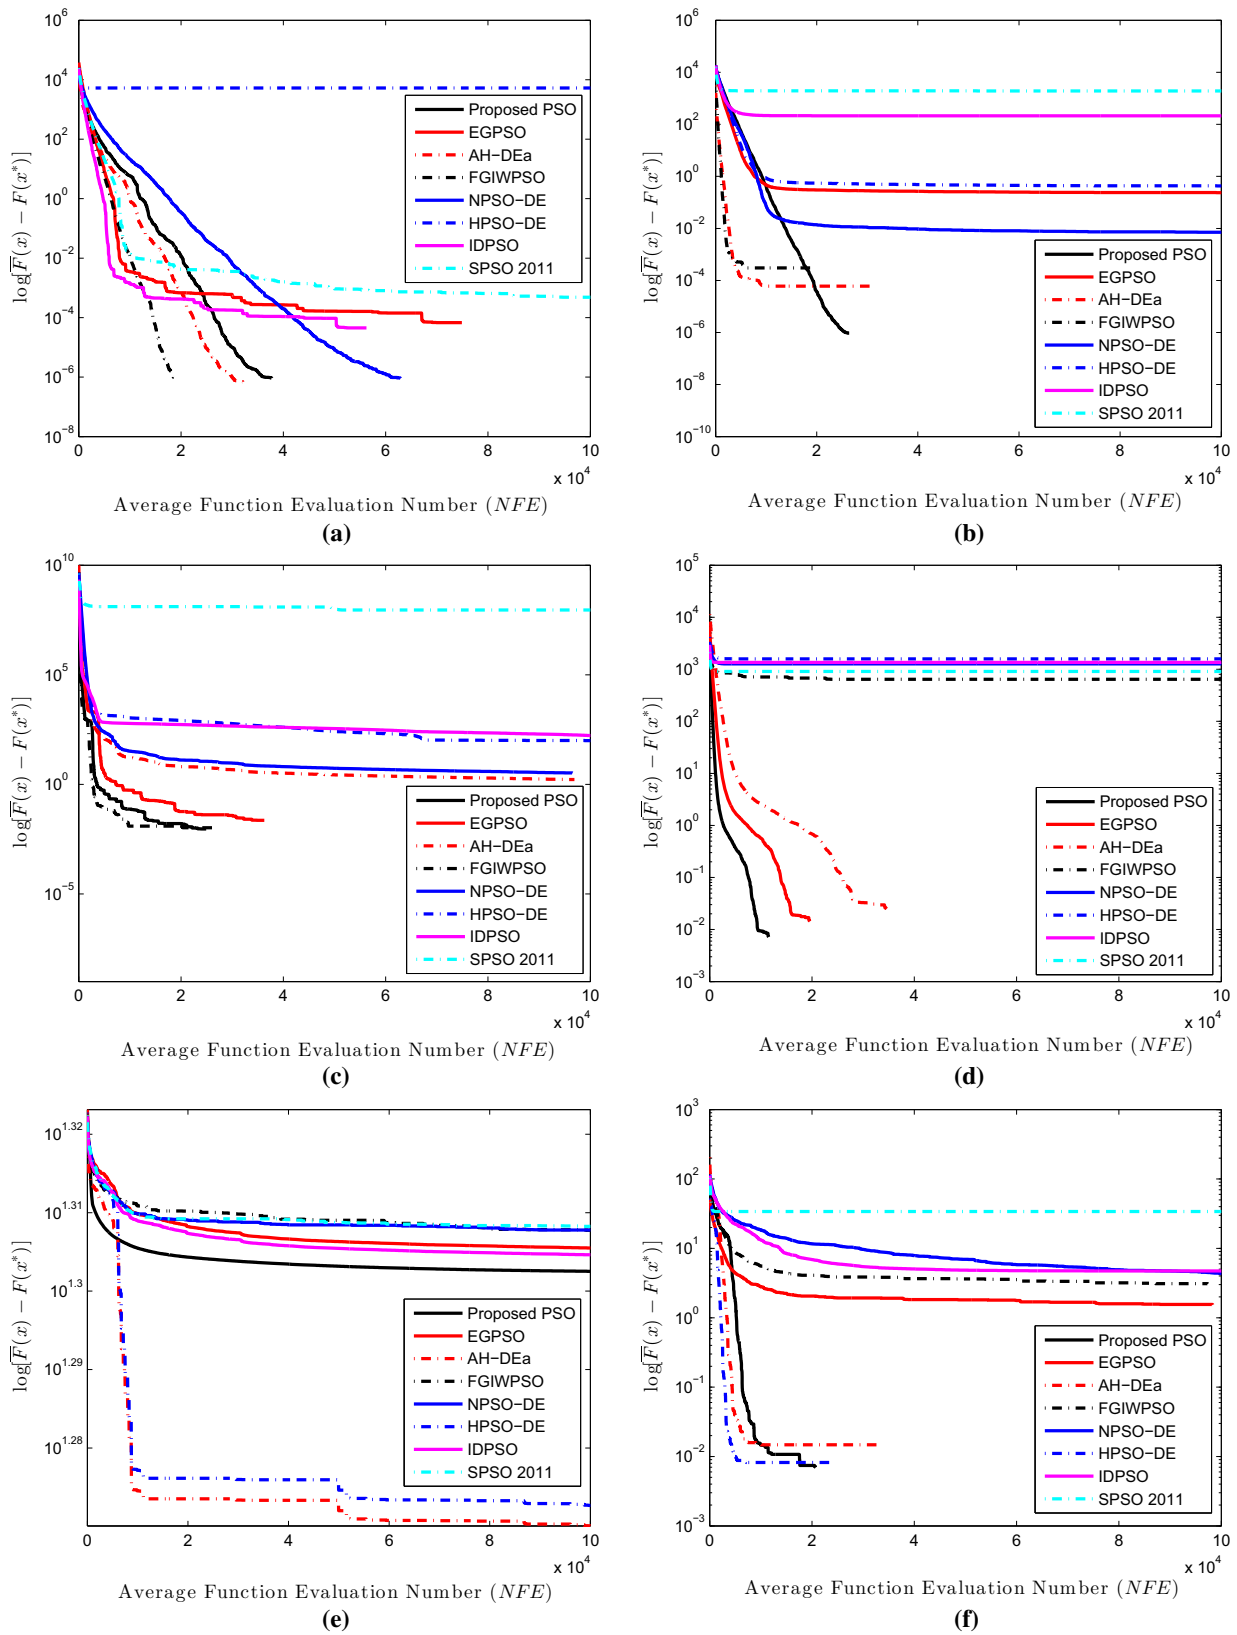 10^6
10^4
10^2
10^0
10^-2
10^-4
10^-6
10^-8
log[F̅(x) − F(x*)]
Proposed PSO
EGPSO
AH−DEa
FGIWPSO
NPSO−DE
HPSO−DE
IDPSO
SPSO 2011
0 2 4 6 8 10
x 10^4
Average Function Evaluation Number (NFE)
(a)
10^6
10^4
10^2
10^0
10^-2
10^-4
10^-6
10^-8
10^-10
log[F̅(x) − F(x*)]
Proposed PSO
EGPSO
AH−DEa
FGIWPSO
NPSO−DE
HPSO−DE
IDPSO
SPSO 2011
0 2 4 6 8 10
x 10^4
Average Function Evaluation Number (NFE)
(b)
10^10
10^5
10^0
10^-5
log[F̅(x) − F(x*)]
Proposed PSO
EGPSO
AH−DEa
FGIWPSO
NPSO−DE
HPSO−DE
IDPSO
SPSO 2011
0 2 4 6 8 10
x 10^4
Average Function Evaluation Number (NFE)
(c)
10^5
10^4
10^3
10^2
10^1
10^0
10^-1
10^-2
10^-3
log[F̅(x) − F(x*)]
Proposed PSO
EGPSO
AH−DEa
FGIWPSO
NPSO−DE
HPSO−DE
IDPSO
SPSO 2011
0 2 4 6 8 10
x 10^4
Average Function Evaluation Number (NFE)
(d)
10^1.32
10^1.31
10^1.3
10^1.29
10^1.28
log[F̅(x) − F(x*)]
Proposed PSO
EGPSO
AH−DEa
FGIWPSO
NPSO−DE
HPSO−DE
IDPSO
SPSO 2011
0 2 4 6 8 10
x 10^4
Average Function Evaluation Number (NFE)
(e)
10^3
10^2
10^1
10^0
10^-1
10^-2
10^-3
log[F̅(x) − F(x*)]
Proposed PSO
EGPSO
AH−DEa
FGIWPSO
NPSO−DE
HPSO−DE
IDPSO
SPSO 2011
0 2 4 6 8 10
x 10^4
Average Function Evaluation Number (NFE)
(f)